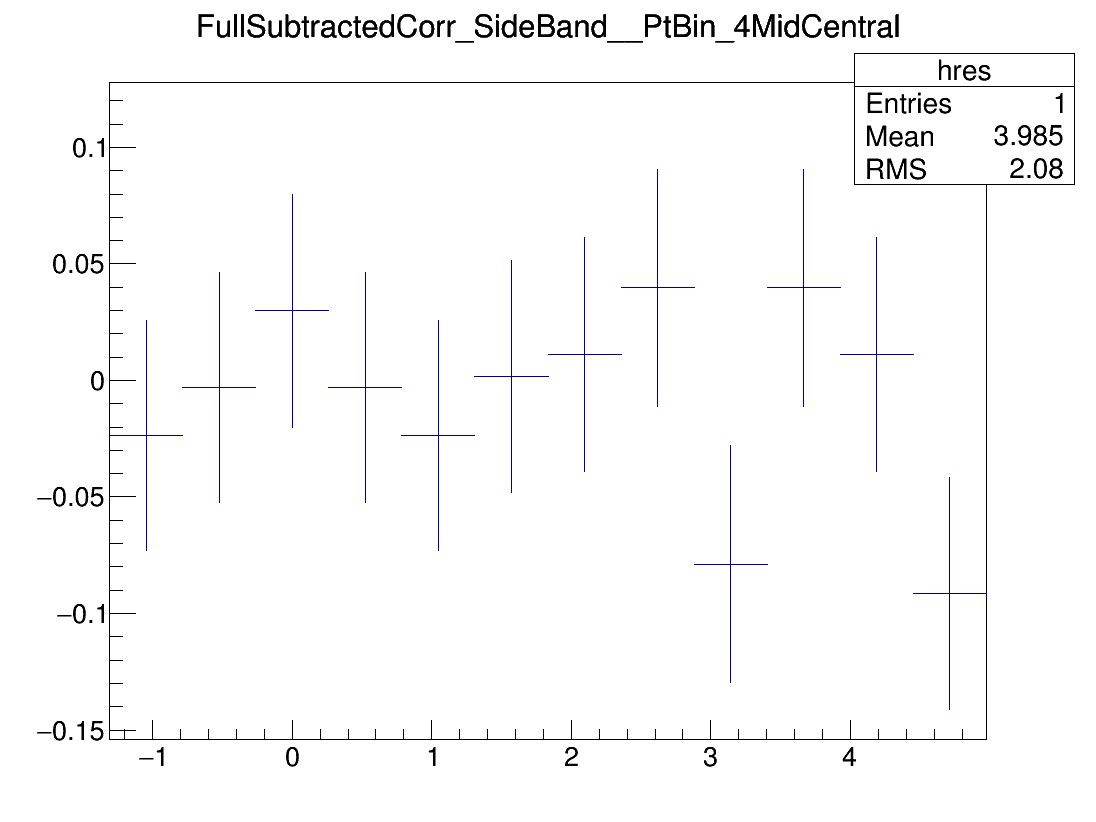 FullSubtractedCorr_SideBand__PtBin_4MidCentral
hres
Entries 1
Mean 3.985
RMS 2.08
0.1
0.05
0
−0.05
−0.1
−0.15
−1 0 1 2 3 4